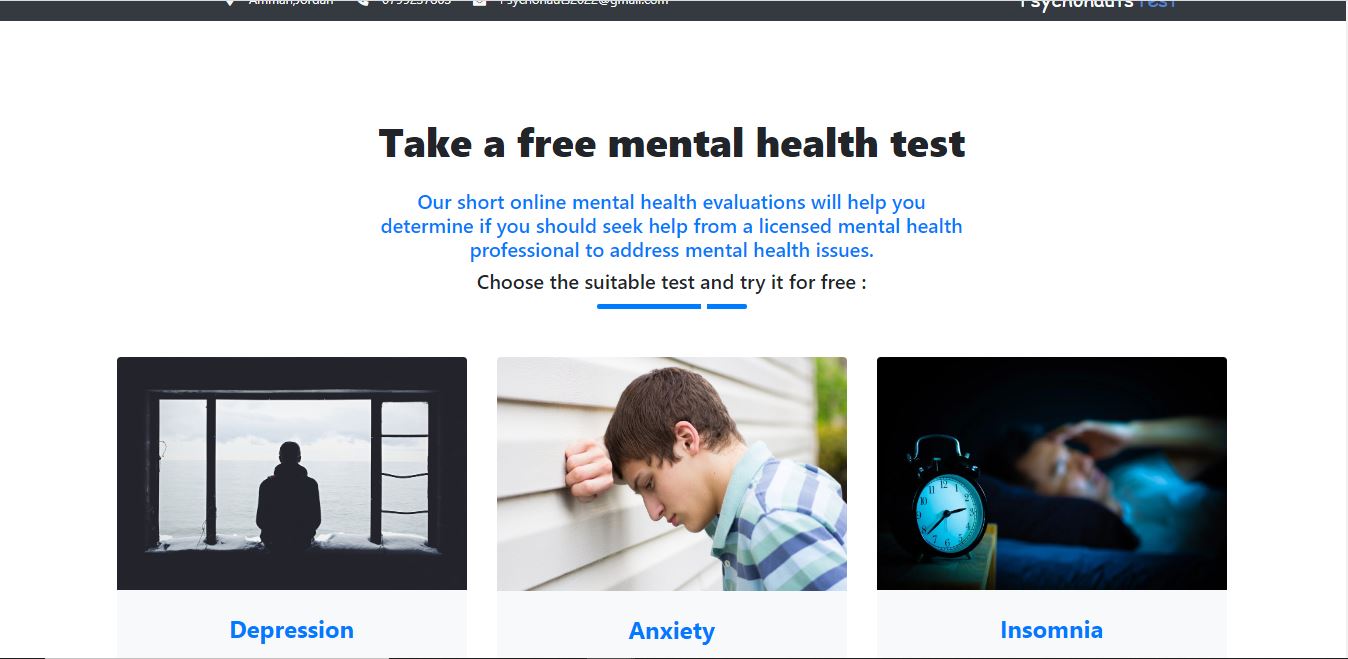 Amman,Jordan
Psychonauts2022@gmail.com
Psychonauts Test
Take a free mental health test
Our short online mental health evaluations will help you
determine if you should seek help from a licensed mental health
professional to address mental health issues.
Choose the suitable test and try it for free :
Depression
Anxiety
Insomnia